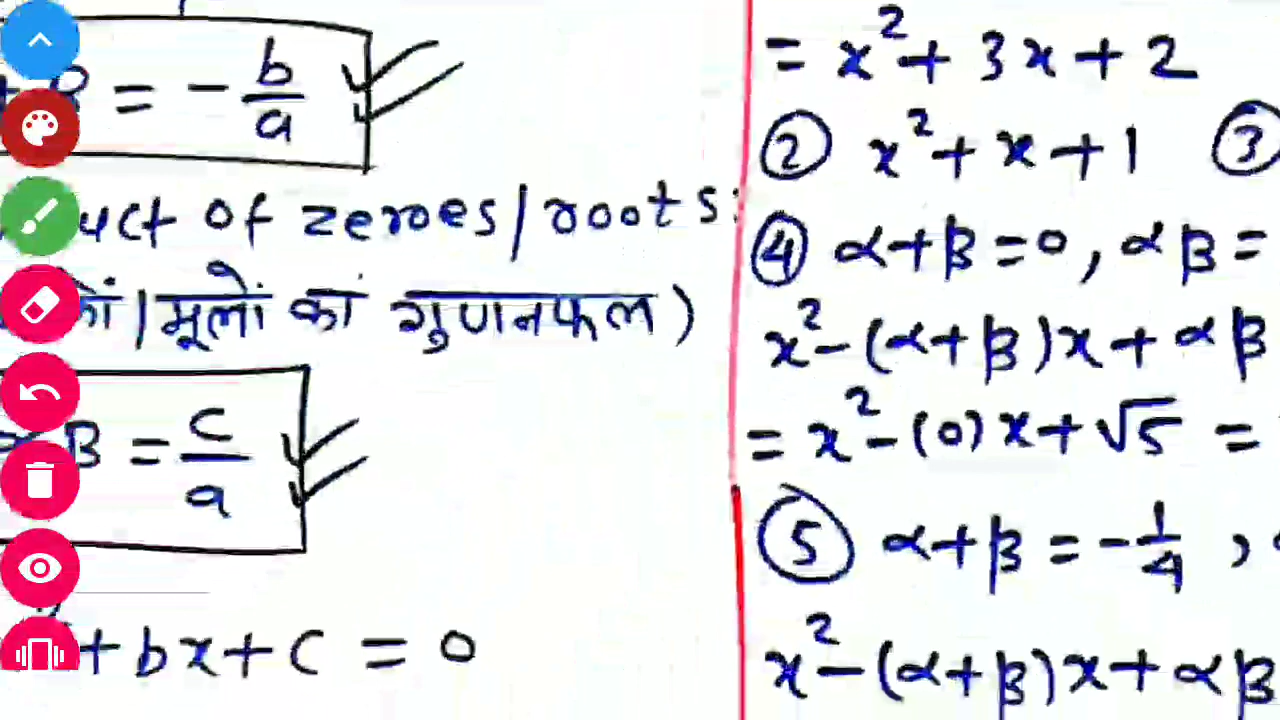 = -b/a
uct of zeroes/roots:
कों/मूलों का गुणनफल)
B = c/a
+bx+c = 0
= x²+3x+2
② x²+x+1 ③
④ α+β=0, αβ=
x²-(α+β)x+αβ
= x²-(0)x+√5 =
⑤ α+β = -1/4 ,
x²-(α+β)x+αβ